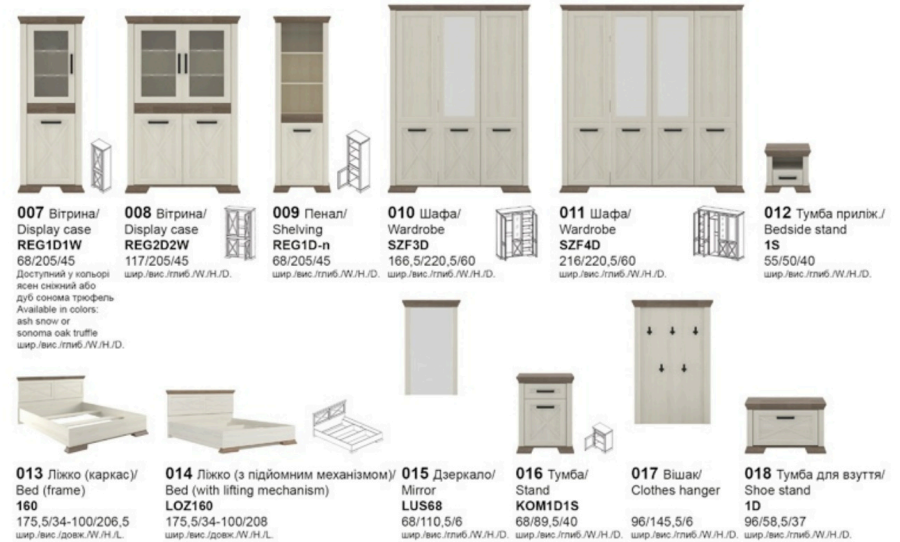 007 Вітрина/
Display case
REG1D1W
68/205/45
Доступний у кольорі
ясен сніжний або
дуб сонома трюфель
Available in colors:
ash snow or
sonoma oak truffle
шир./вис./глиб./W./H./D.
008 Вітрина/
Display case
REG2D2W
117/205/45
шир./вис./глиб./W./H./D.
009 Пенал/
Shelving
REG1D-n
68/205/45
шир./вис./глиб./W./H./D.
010 Шафа/
Wardrobe
SZF3D
166,5/220,5/60
шир./вис./глиб./W./H./D.
011 Шафа/
Wardrobe
SZF4D
216/220,5/60
шир./вис./глиб./W./H./D.
012 Тумба приліж./
Bedside stand
1S
55/50/40
шир./вис./глиб./W./H./D.
013 Ліжко (каркас)/
Bed (frame)
160
175,5/34-100/206,5
шир./вис./довж./W./H./L.
014 Ліжко (з підйомним механізмом)/
Bed (with lifting mechanism)
LOZ160
175,5/34-100/208
шир./вис./довж./W./H./L.
015 Дзеркало/
Mirror
LUS68
68/110,5/6
шир./вис./глиб./W./H./D.
016 Тумба/
Stand
KOM1D1S
68/89,5/40
шир./вис./глиб./W./H./D.
017 Вішак/
Clothes hanger
96/145,5/6
шир./вис./глиб./W./H./D.
018 Тумба для взуття/
Shoe stand
1D
96/58,5/37
шир./вис./глиб./W./H./D.